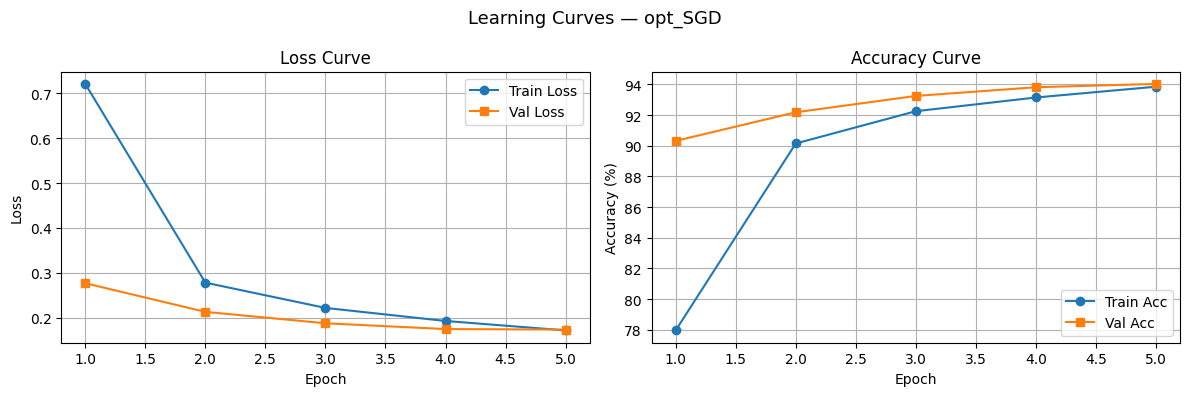 Learning Curves — opt_SGD
Loss Curve
Loss
0.7
0.6
0.5
0.4
0.3
0.2
Train Loss
Val Loss
1.0 1.5 2.0 2.5 3.0 3.5 4.0 4.5 5.0
Epoch
Accuracy Curve
Accuracy (%)
94
92
90
88
86
84
82
80
78
Train Acc
Val Acc
1.0 1.5 2.0 2.5 3.0 3.5 4.0 4.5 5.0
Epoch